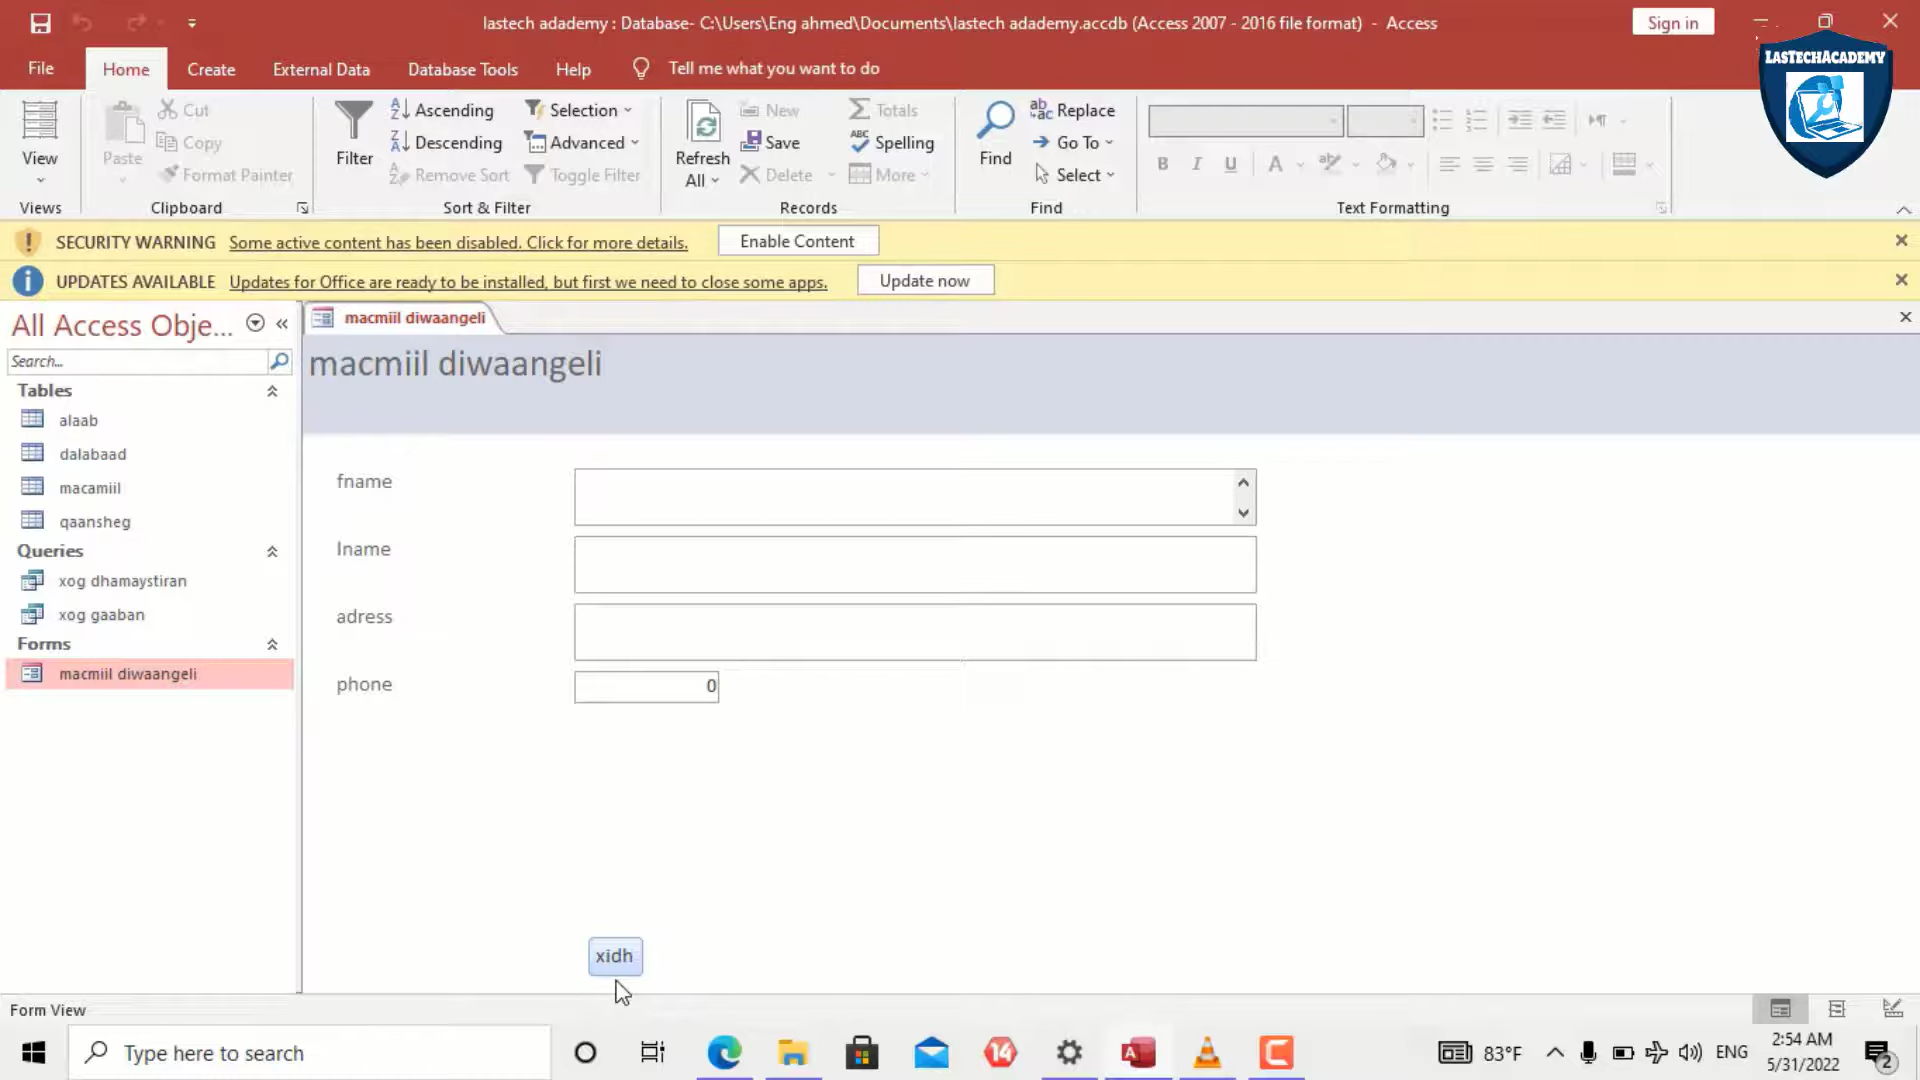 lastech adademy : Database- C:\Users\Eng ahmed\Documents\lastech adademy.accdb (Access 2007 - 2016 file format) - Access
Sign in
File
Home
Create
External Data
Database Tools
Help
Tell me what you want to do
LASTECHACADEMY
View
Paste
Cut
Copy
Format Painter
Filter
Ascending
Descending
Remove Sort
Selection
Advanced
Toggle Filter
Refresh
All
New
Save
Delete
Totals
Spelling
More
Find
Replace
Go To
Select
Views
Clipboard
Sort & Filter
Records
Find
Text Formatting
SECURITY WARNING Some active content has been disabled. Click for more details.
Enable Content
UPDATES AVAILABLE Updates for Office are ready to be installed, but first we need to close some apps.
Update now
All Access Obje...
Search...
Tables
alaab
dalabaad
macamiil
qaansheg
Queries
xog dhamaystiran
xog gaaban
Forms
macmiil diwaangeli
macmiil diwaangeli
macmiil diwaangeli
fname
lname
adress
phone
0
xidh
Form View
Type here to search
14
83°F
ENG
2:54 AM
5/31/2022
2